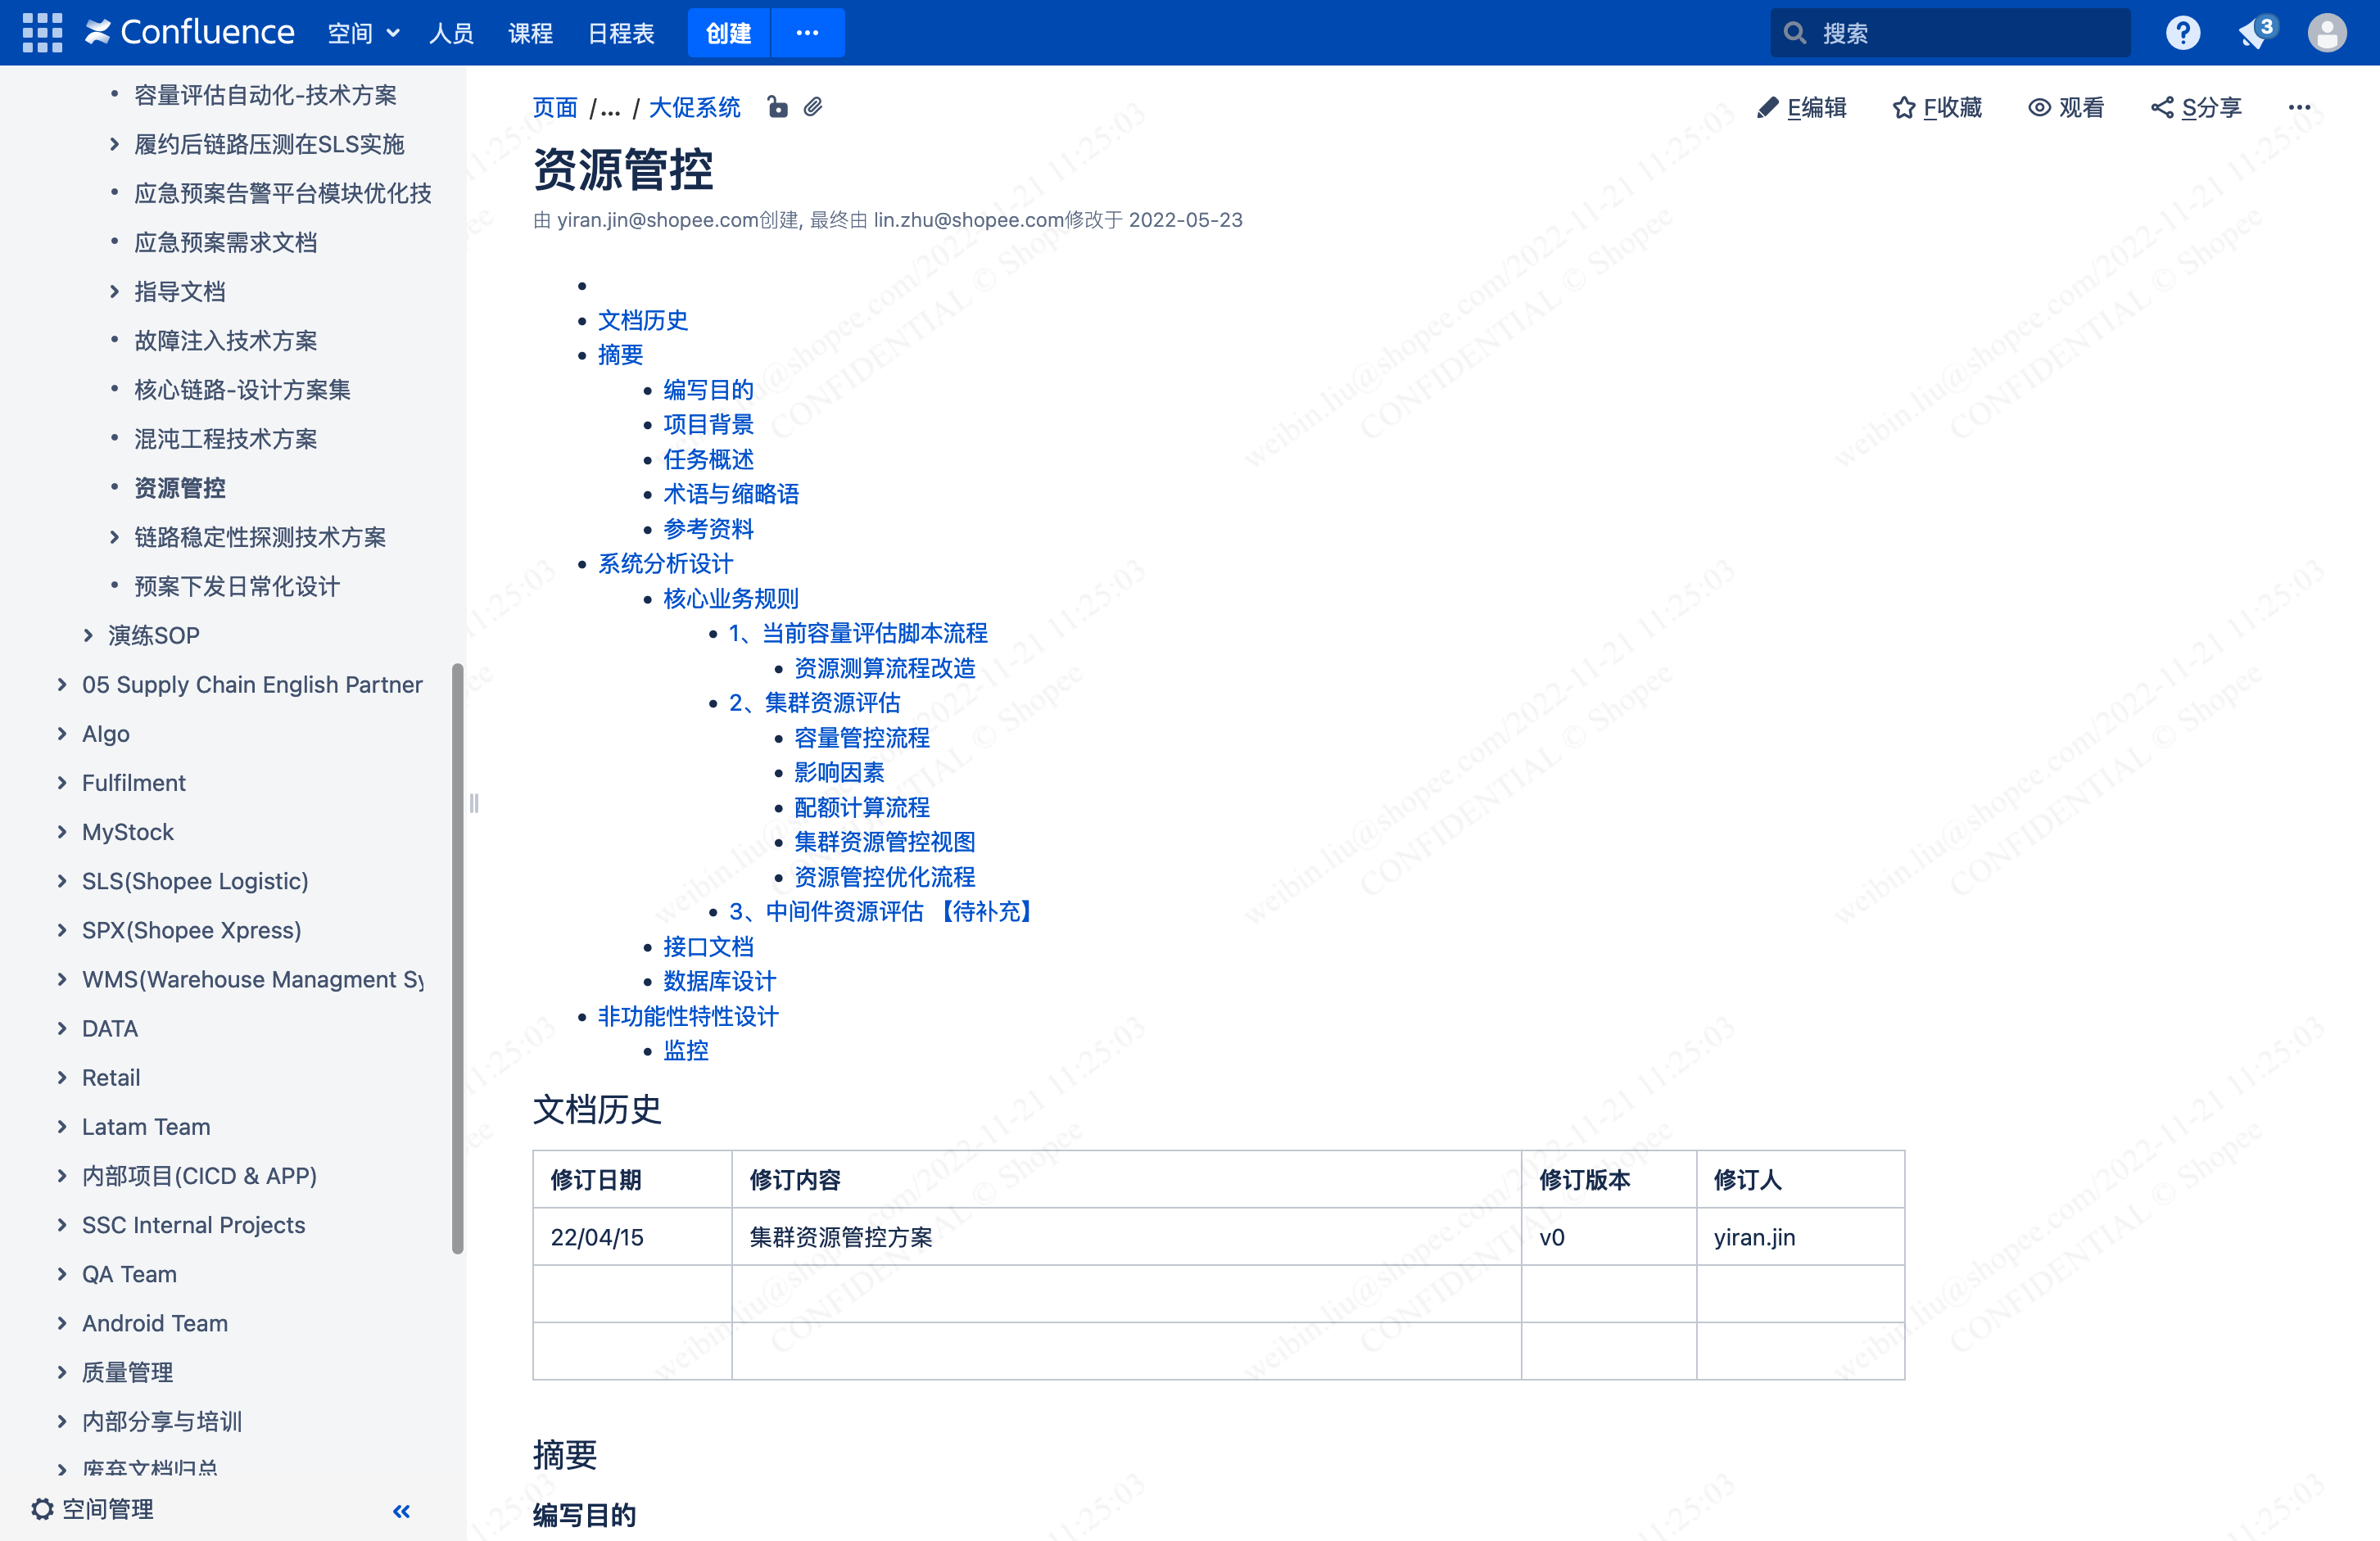 Confluence 空间 人员 课程 日程表 创建 ··· 搜索 ? 3
容量评估自动化-技术方案
履约后链路压测在SLS实施
应急预案告警平台模块优化技
应急预案需求文档
指导文档
故障注入技术方案
核心链路-设计方案集
混沌工程技术方案
资源管控
链路稳定性探测技术方案
预案下发日常化设计
演练SOP
05 Supply Chain English Partner
Algo
Fulfilment
MyStock
SLS(Shopee Logistic)
SPX(Shopee Xpress)
WMS(Warehouse Managment Sy
DATA
Retail
Latam Team
内部项目(CICD & APP)
SSC Internal Projects
QA Team
Android Team
质量管理
内部分享与培训
废弃文档归总
空间管理 «
页面 /... / 大促系统
E编辑 F收藏 观看 S分享 ···
资源管控
由 yiran.jin@shopee.com创建, 最终由 lin.zhu@shopee.com修改于 2022-05-23
文档历史
摘要
编写目的
项目背景
任务概述
术语与缩略语
参考资料
系统分析设计
核心业务规则
1、当前容量评估脚本流程
资源测算流程改造
2、集群资源评估
容量管控流程
影响因素
配额计算流程
集群资源管控视图
资源管控优化流程
3、中间件资源评估 【待补充】
接口文档
数据库设计
非功能性特性设计
监控
文档历史
修订日期 修订内容 修订版本 修订人
22/04/15 集群资源管控方案 v0 yiran.jin
摘要
编写目的
weibin.liu@shopee.com/2022-11-21 11:25:03
CONFIDENTIAL © Shopee